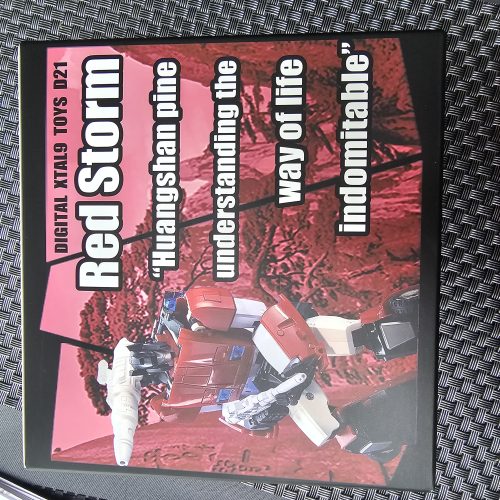 DIGITAL XTAL9 TOYS D21
Red Storm
“Huangshan pine
understanding the
way of life
indomitable”